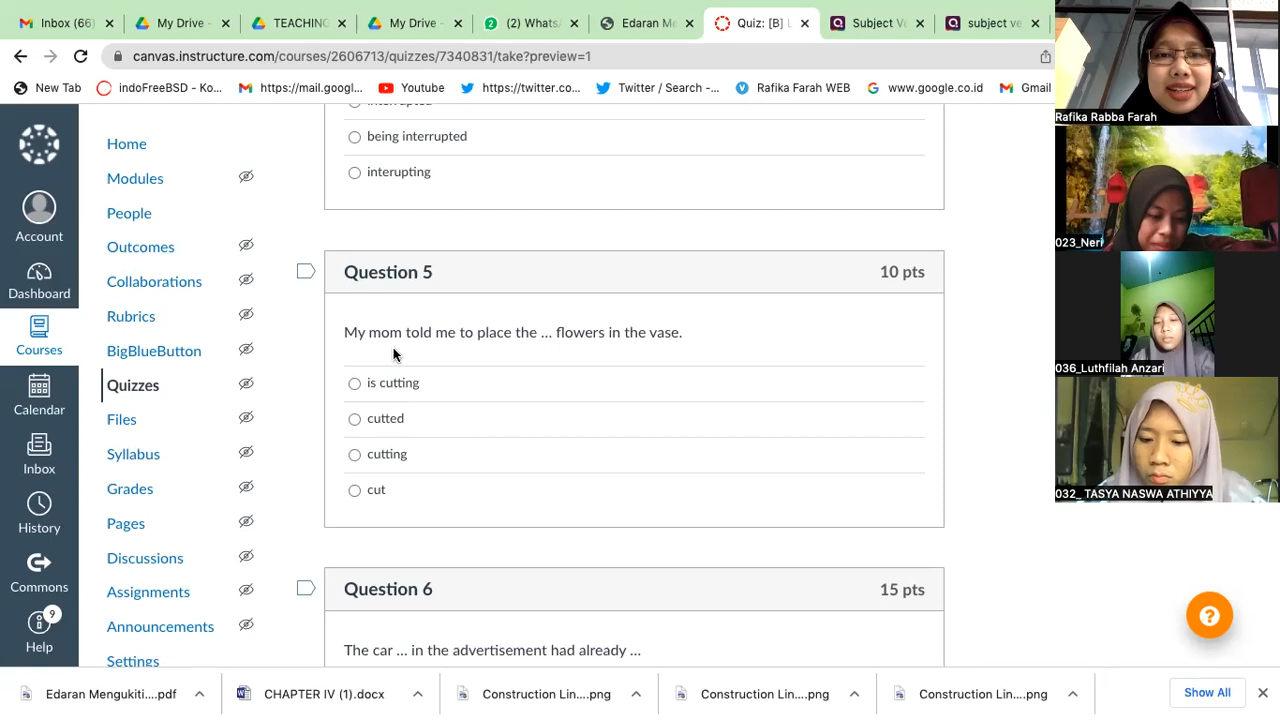 Inbox (66)
My Drive -
TEACHING
My Drive -
(2) Whats
Edaran Me
Quiz: [B] L
Subject Ve
subject ve
canvas.instructure.com/courses/2606713/quizzes/7340831/take?preview=1
New Tab
indoFreeBSD - Ko...
https://mail.googl...
Youtube
https://twitter.co...
Twitter / Search -...
Rafika Farah WEB
www.google.co.id
Gmail
Account
Dashboard
Courses
Calendar
Inbox
History
Commons
9
Help
Home
Modules
People
Outcomes
Collaborations
Rubrics
BigBlueButton
Quizzes
Files
Syllabus
Grades
Pages
Discussions
Assignments
Announcements
Settings
interrupted
being interrupted
interupting
Question 5
10 pts
My mom told me to place the ... flowers in the vase.
is cutting
cutted
cutting
cut
Question 6
15 pts
The car ... in the advertisement had already ...
Rafika Rabba Farah
023_Neri
036_Luthfilah Anzari
032_ TASYA NASWA ATHIYYA
Edaran Mengukiti....pdf
CHAPTER IV (1).docx
Construction Lin....png
Construction Lin....png
Construction Lin....png
Show All